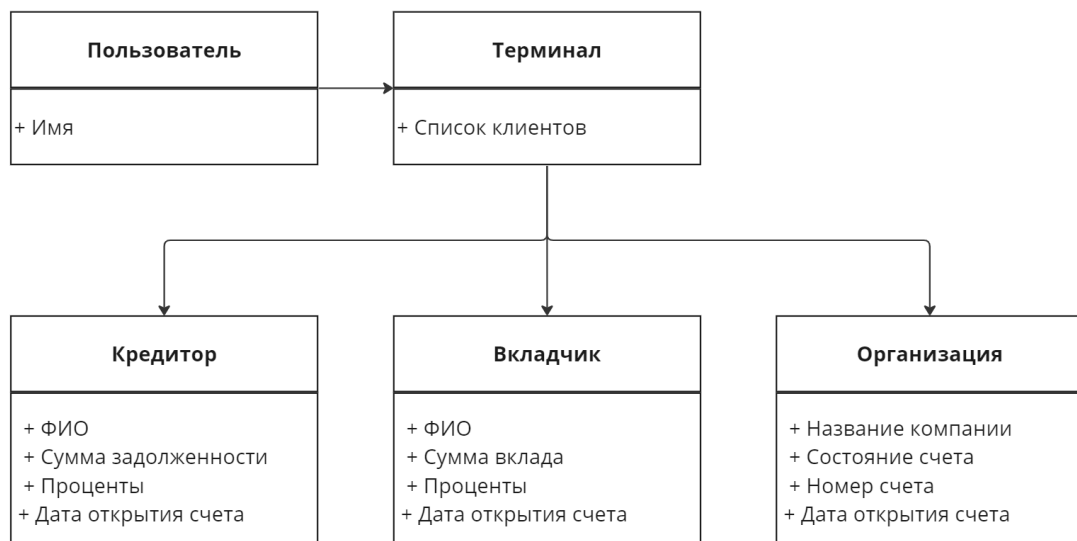 Пользователь
+ Имя
Терминал
+ Список клиентов
Кредитор
+ ФИО
+ Сумма задолженности
+ Проценты
+ Дата открытия счета
Вкладчик
+ ФИО
+ Сумма вклада
+ Проценты
+ Дата открытия счета
Организация
+ Название компании
+ Состояние счета
+ Номер счета
+ Дата открытия счета